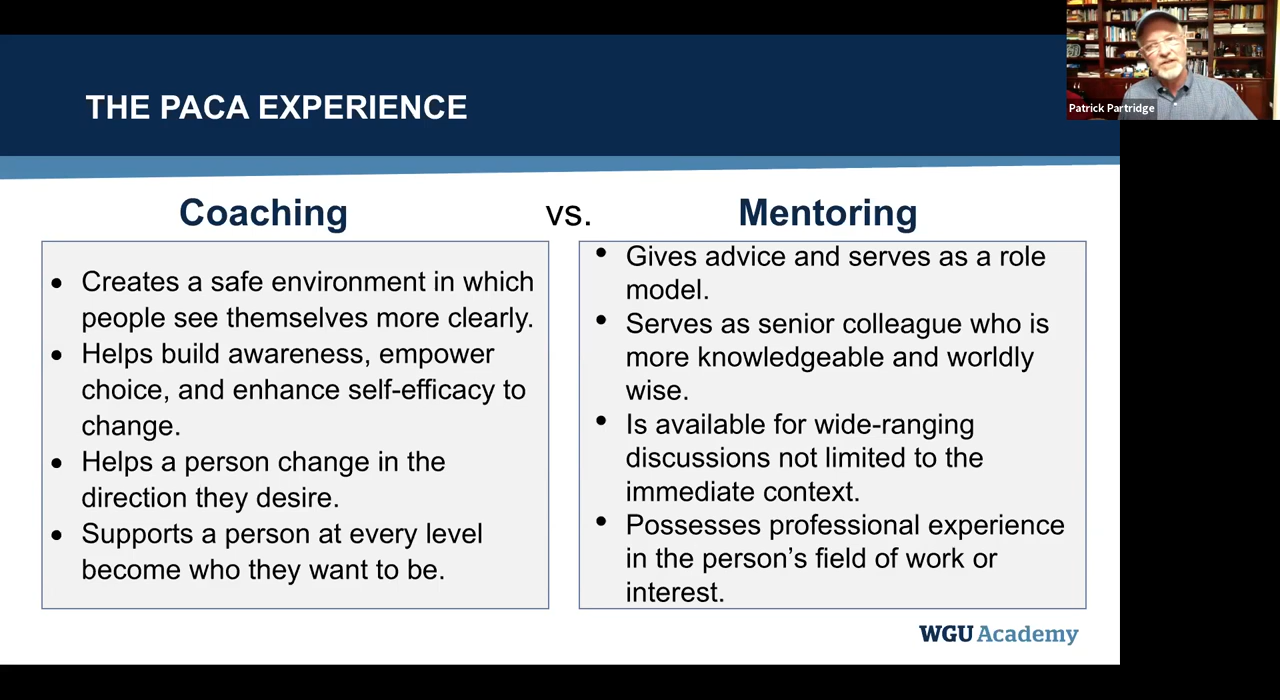 THE PACA EXPERIENCE
Patrick Partridge
Coaching vs. Mentoring
• Creates a safe environment in which
people see themselves more clearly.
• Helps build awareness, empower
choice, and enhance self-efficacy to
change.
• Helps a person change in the
direction they desire.
• Supports a person at every level
become who they want to be.
• Gives advice and serves as a role
model.
• Serves as senior colleague who is
more knowledgeable and worldly
wise.
• Is available for wide-ranging
discussions not limited to the
immediate context.
• Possesses professional experience
in the person’s field of work or
interest.
WGU Academy